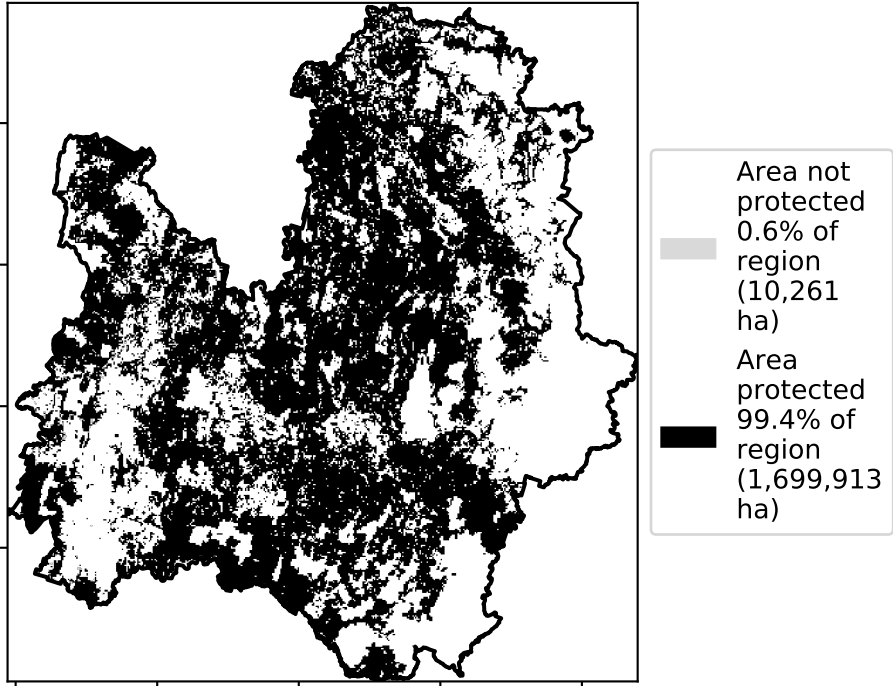 Area not
protected
0.6% of
region
(10,261
ha)
Area
protected
99.4% of
region
(1,699,913
ha)